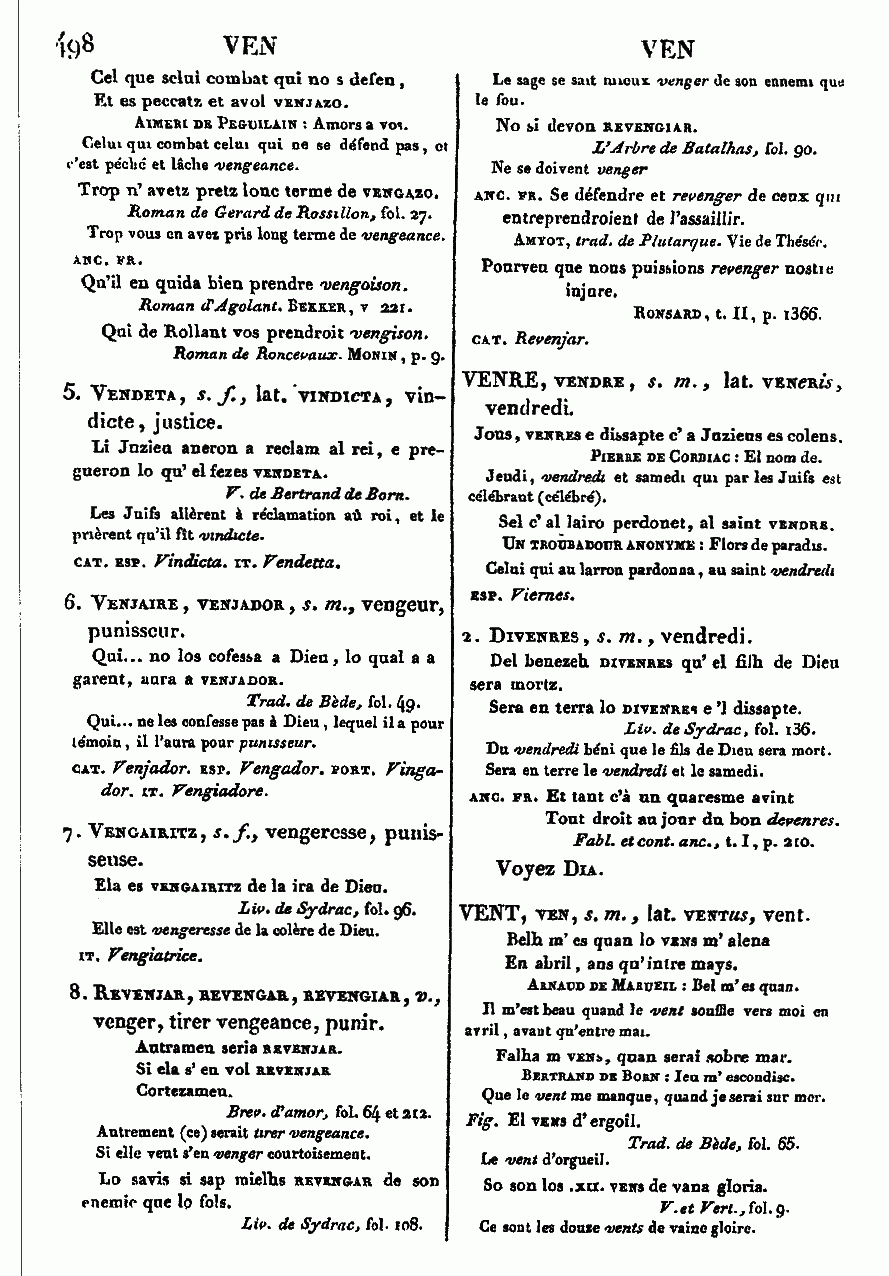 498 VEN
Cel que selui combat qui no s defen,
Et es peccatz et avol VENJAZO.
AIMERI DE PEGUILAIN : Amors a vos.
Celui qui combat celui qui ne se défend pas, et
c'est péché et lâche vengeance.
Trop n' avetz pretz lonc terme de VENGAZO.
Roman de Gerard de Rossillon, fol. 27.
Trop vous en avez pris long terme de vengeance.
ANC. FR.
Qu'il en quida bien prendre vengoison.
Roman d'Agolant. BEKKER, v 221.
Qui de Rollant vos prendroit vengison.
Roman de Roncevaux. MONIN, p. 9.
5. VENDETA, s. f., lat. VINDICTA, vin-
dicte, justice.
Li Juzieu aneron a reclam al rei, e pre-
gueron lo qu' el fezes VENDETA.
V. de Bertrand de Born.
Les Juifs allèrent à réclamation au roi, et le
prièrent qu'il fît vindicte.
CAT. ESP. Vindicta. IT. Vendetta.
6. VENJAIRE, VENJADOR, s. m., vengeur,
punisseur.
Qui... no los cofessa a Dieu, lo qual a a
garent, aura a VENJADOR.
Trad. de Bède, fol. 49.
Qui... ne les confesse pas à Dieu, lequel il a pour
témoin, il l'aura pour punisseur.
CAT. Venjador. ESP. Vengador. PORT. Vinga-
dor. IT. Vengiadore.
7. VENGAIRITZ, s. f., vengeresse, punis-
seuse.
Ela es VENGAIRITZ de la ira de Dieu.
Liv. de Sydrac, fol. 96.
Elle est vengeresse de la colère de Dieu.
IT. Vengiatrice.
8. REVENJAR, REVENGAR, REVENGIAR, v.,
venger, tirer vengeance, punir.
Autramen seria REVENJAR.
Si ela s' en vol REVENJAR
Cortezamen.
Brev. d'amor, fol. 64 et 212.
Autrement (ce) serait tirer vengeance.
Si elle veut s'en venger courtoisement.
Lo savis si sap mielhs REVENGAR de son
enemic que lo fols.
Liv. de Sydrac, fol. 108.
VEN
Le sage se sait mieux venger de son ennemi que
le fou.
No si devon REVENGIAR.
L'Arbre de Batalhas, fol. 90.
Ne se doivent venger
ANC. FR. Se défendre et revenger de ceux qui
entreprendroient de l'assaillir.
AMYOT, trad. de Plutarque. Vie de Thésée.
Pourveu que nous puissions revenger nostre
injure.
RONSARD, t. II, p. 1366.
CAT. Revenjar.
VENRE, VENDRE, s. m., lat. VENeris,
vendredi.
Jous, VENRES e dissapte c' a Juzieus es colens.
PIERRE DE CORDIAC : El nom de.
Jeudi, vendredi et samedi qui par les Juifs est
célébrant (célébré).
Sel c' al lairo perdonet, al saint VENDRE.
UN TROUBADOUR ANONYME : Flors de paradis.
Celui qui au larron pardonna, au saint vendredi
ESP. Viernes.
2. DIVENRES, s. m., vendredi.
Del benezeh DIVENRES qu' el filh de Dieu
sera mortz.
Sera en terra lo DIVENRES e 'l dissapte.
Liv. de Sydrac, fol. 136.
Du vendredi béni que le fils de Dieu sera mort.
Sera en terre le vendredi et le samedi.
ANC. FR. Et tant c'à un quaresme avint
Tout droit au jour du bon devenres.
Fabl. et cont. anc., t. I, p. 210.
Voyez DIA.
VENT, VEN, s. m., lat. VENTus, vent.
Belh m' es quan lo VENS m' alena
En abril, ans qu'intre mays.
ARNAUD DE MARUEIL : Bel m' es quan.
Il m'est beau quand le vent souffle vers moi en
avril, avant qu'entre mai.
Falha m VENS, quan serai sobre mar.
BERTRAND DE BORN : Ieu m' escondisc.
Que le vent me manque, quand je serai sur mer.
Fig. El VENS d' ergoil.
Trad. de Bède, fol. 65.
Le vent d'orgueil.
So son los .XII. VENS de vana gloria.
V. et Vert., fol. 9.
Ce sont les douze vents de vaine gloire.